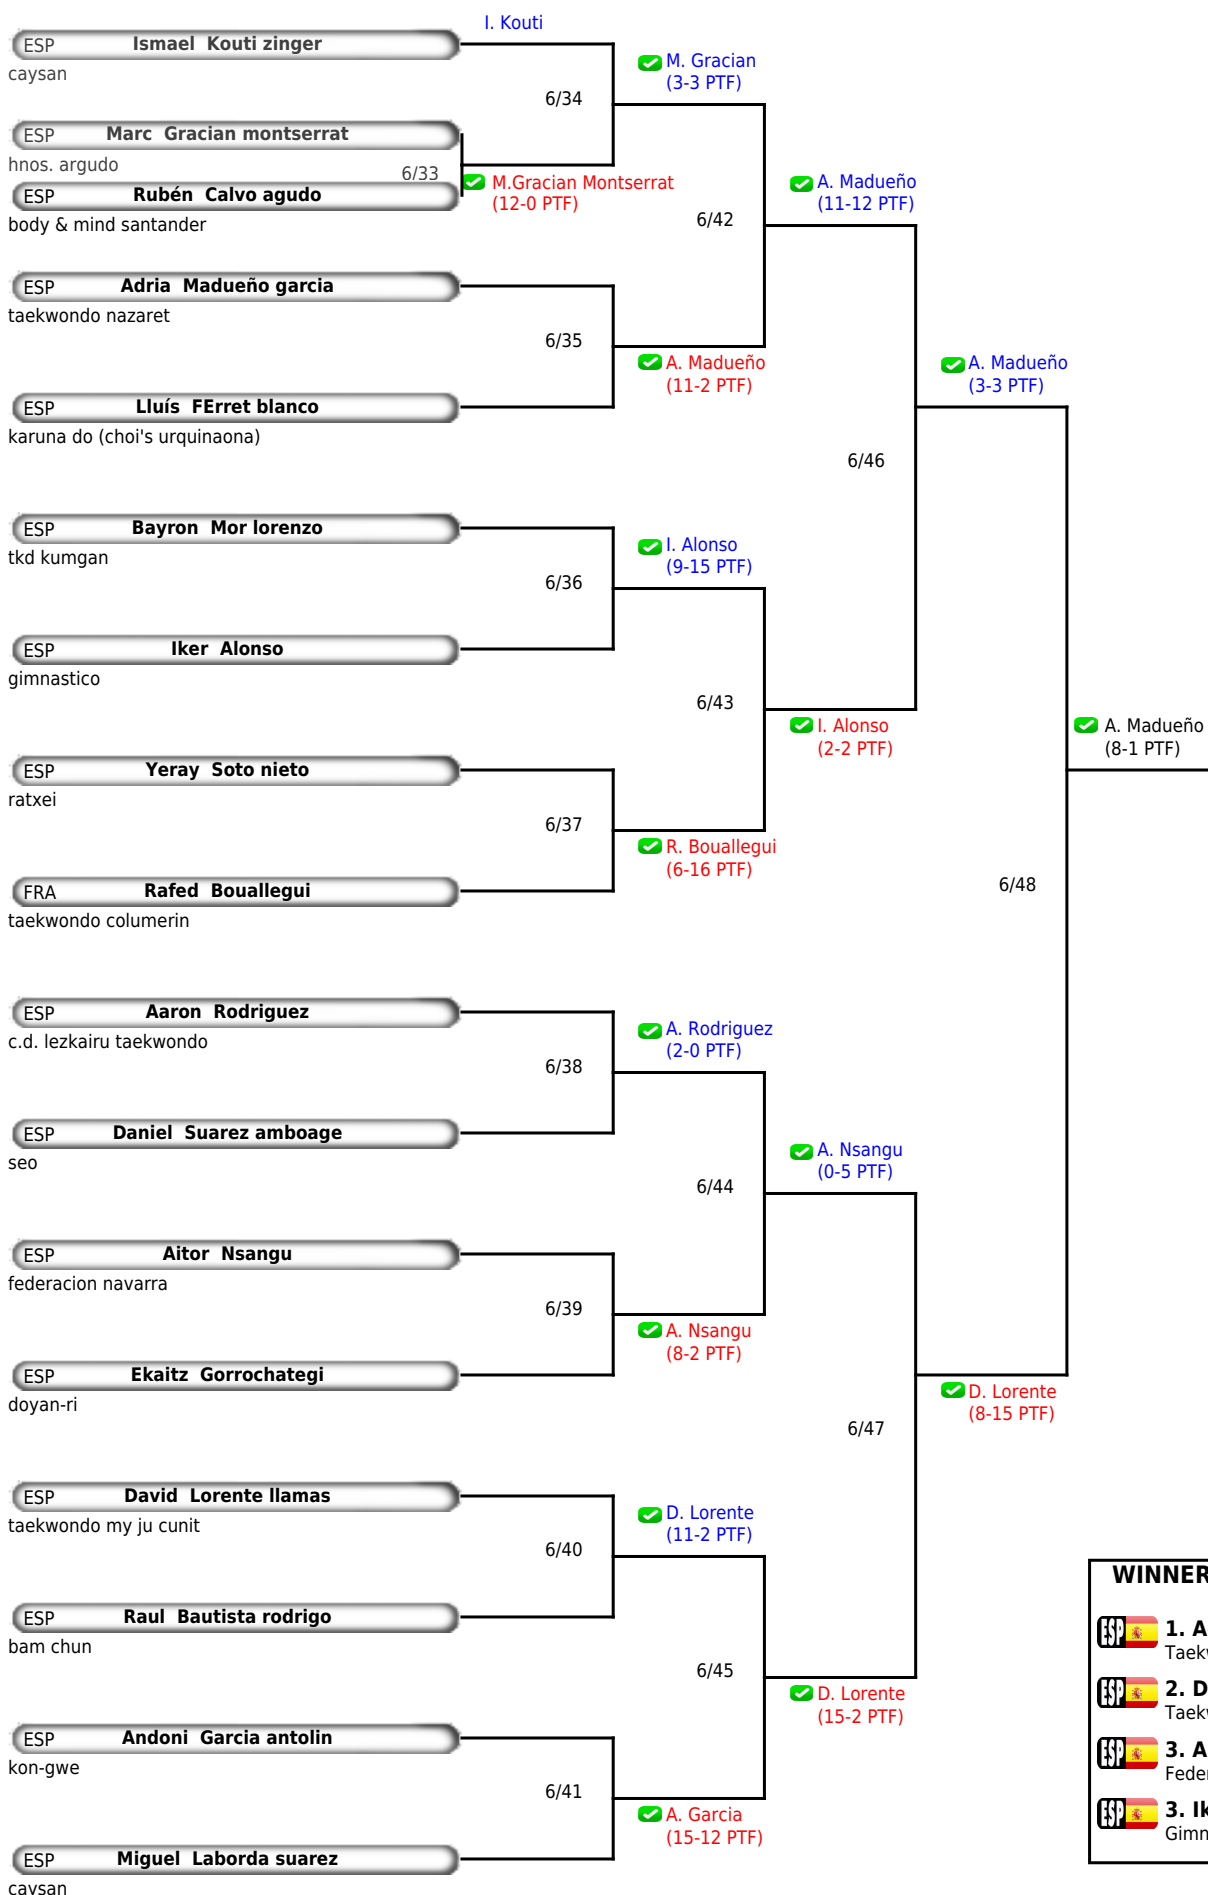 I. Kouti
ESP Ismael Kouti zinger
caysan
M. Gracian
(3-3 PTF)
6/34
ESP Marc Gracian montserrat
hnos. argudo
6/33
M.Gracian Montserrat
(12-0 PTF)
ESP Rubén Calvo agudo
body & mind santander
A. Madueño
(11-12 PTF)
6/42
ESP Adria Madueño garcia
taekwondo nazaret
6/35
A. Madueño
(11-2 PTF)
A. Madueño
(3-3 PTF)
ESP Lluís FErret blanco
karuna do (choi's urquinaona)
6/46
ESP Bayron Mor lorenzo
tkd kumgan
I. Alonso
(9-15 PTF)
6/36
ESP Iker Alonso
gimnastico
6/43
I. Alonso
(2-2 PTF)
A. Madueño
(8-1 PTF)
ESP Yeray Soto nieto
ratxei
6/37
R. Bouallegui
(6-16 PTF)
FRA Rafed Bouallegui
taekwondo columerin
6/48
ESP Aaron Rodriguez
c.d. lezkairu taekwondo
A. Rodriguez
(2-0 PTF)
6/38
ESP Daniel Suarez amboage
seo
A. Nsangu
(0-5 PTF)
6/44
ESP Aitor Nsangu
federacion navarra
6/39
A. Nsangu
(8-2 PTF)
ESP Ekaitz Gorrochategi
doyan-ri
D. Lorente
(8-15 PTF)
6/47
ESP David Lorente llamas
taekwondo my ju cunit
D. Lorente
(11-2 PTF)
6/40
ESP Raul Bautista rodrigo
bam chun
6/45
D. Lorente
(15-2 PTF)
ESP Andoni Garcia antolin
kon-gwe
6/41
A. Garcia
(15-12 PTF)
ESP Miguel Laborda suarez
caysan
WINNER
ESP 1. A
Taekw
ESP 2. D
Taekw
ESP 3. A
Feder
ESP 3. Ik
Gimn